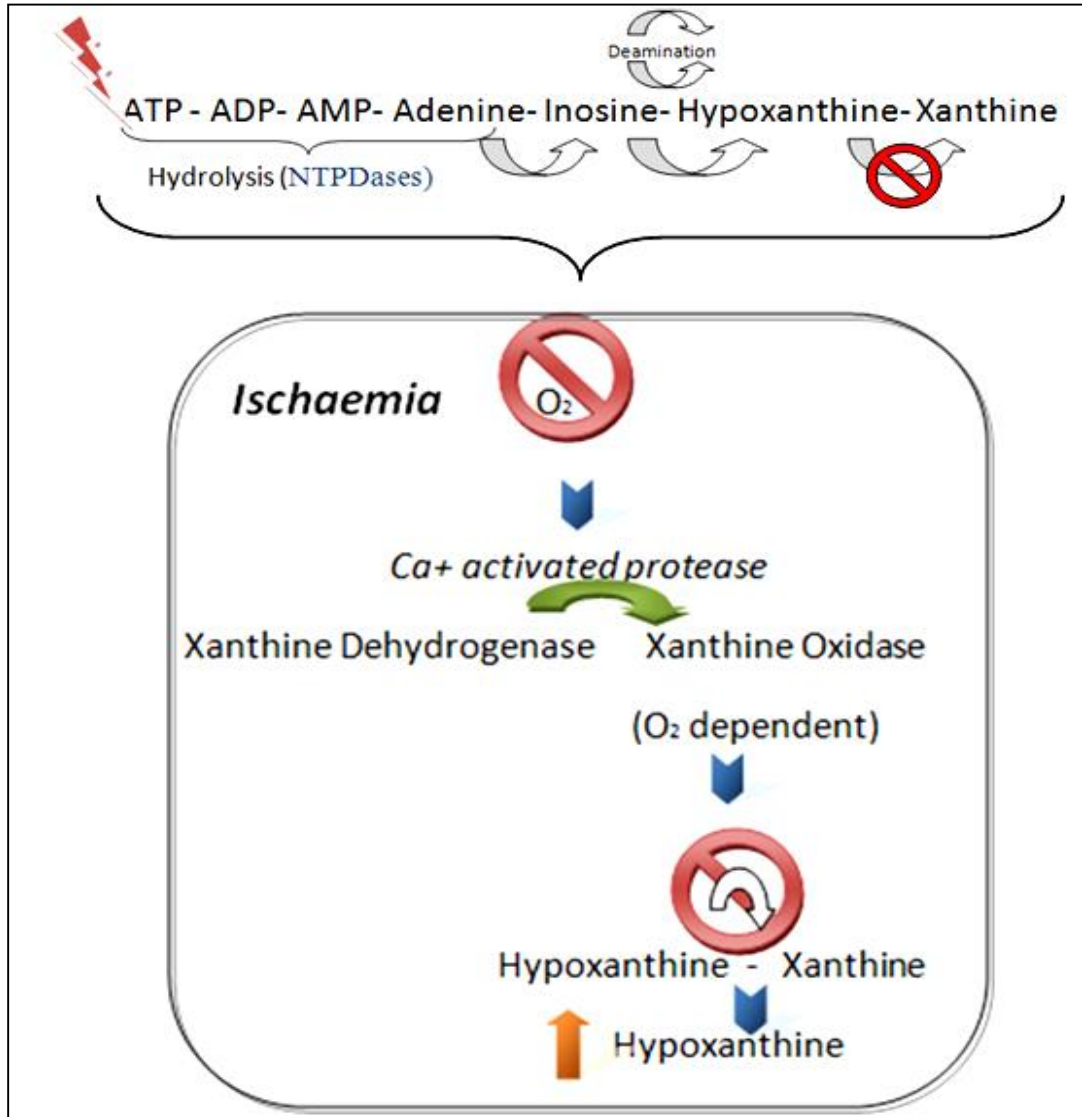 Deamination
ATP - ADP- AMP- Adenine- Inosine- Hypoxanthine- Xanthine
Hydrolysis (NTPDases)
Ischaemia
O₂
Ca+ activated protease
Xanthine Dehydrogenase Xanthine Oxidase
(O₂ dependent)
Hypoxanthine - Xanthine
Hypoxanthine